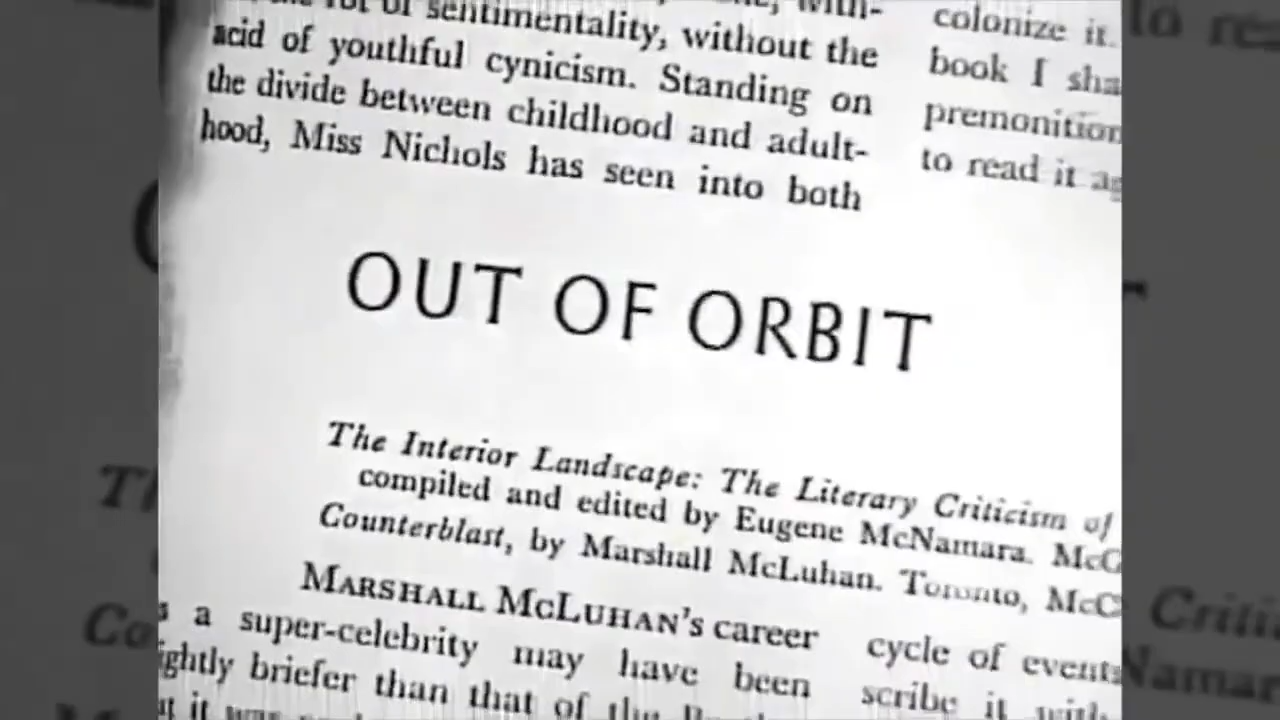 of sentimentality, without the
acid of youthful cynicism. Standing on
the divide between childhood and adult-
hood, Miss Nichols has seen into both
colonize it.
book I sha
premonition
to read it ag
OUT OF ORBIT
The Interior Landscape: The Literary Criticism of
compiled and edited by Eugene McNamara. McG
Counterblast, by Marshall McLuhan. Toronto, McC
MARSHALL MCLUHAN'S career
a super-celebrity may have been
ightly briefer than that of the
it was
cycle of events
scribe it with